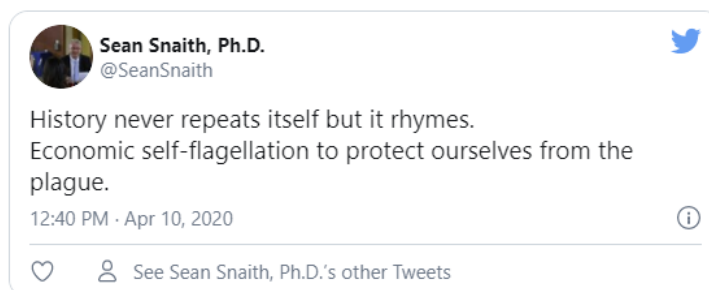 Sean Snaith, Ph.D.
@SeanSnaith
History never repeats itself but it rhymes.
Economic self-flagellation to protect ourselves from the
plague.
12:40 PM · Apr 10, 2020
See Sean Snaith, Ph.D.'s other Tweets